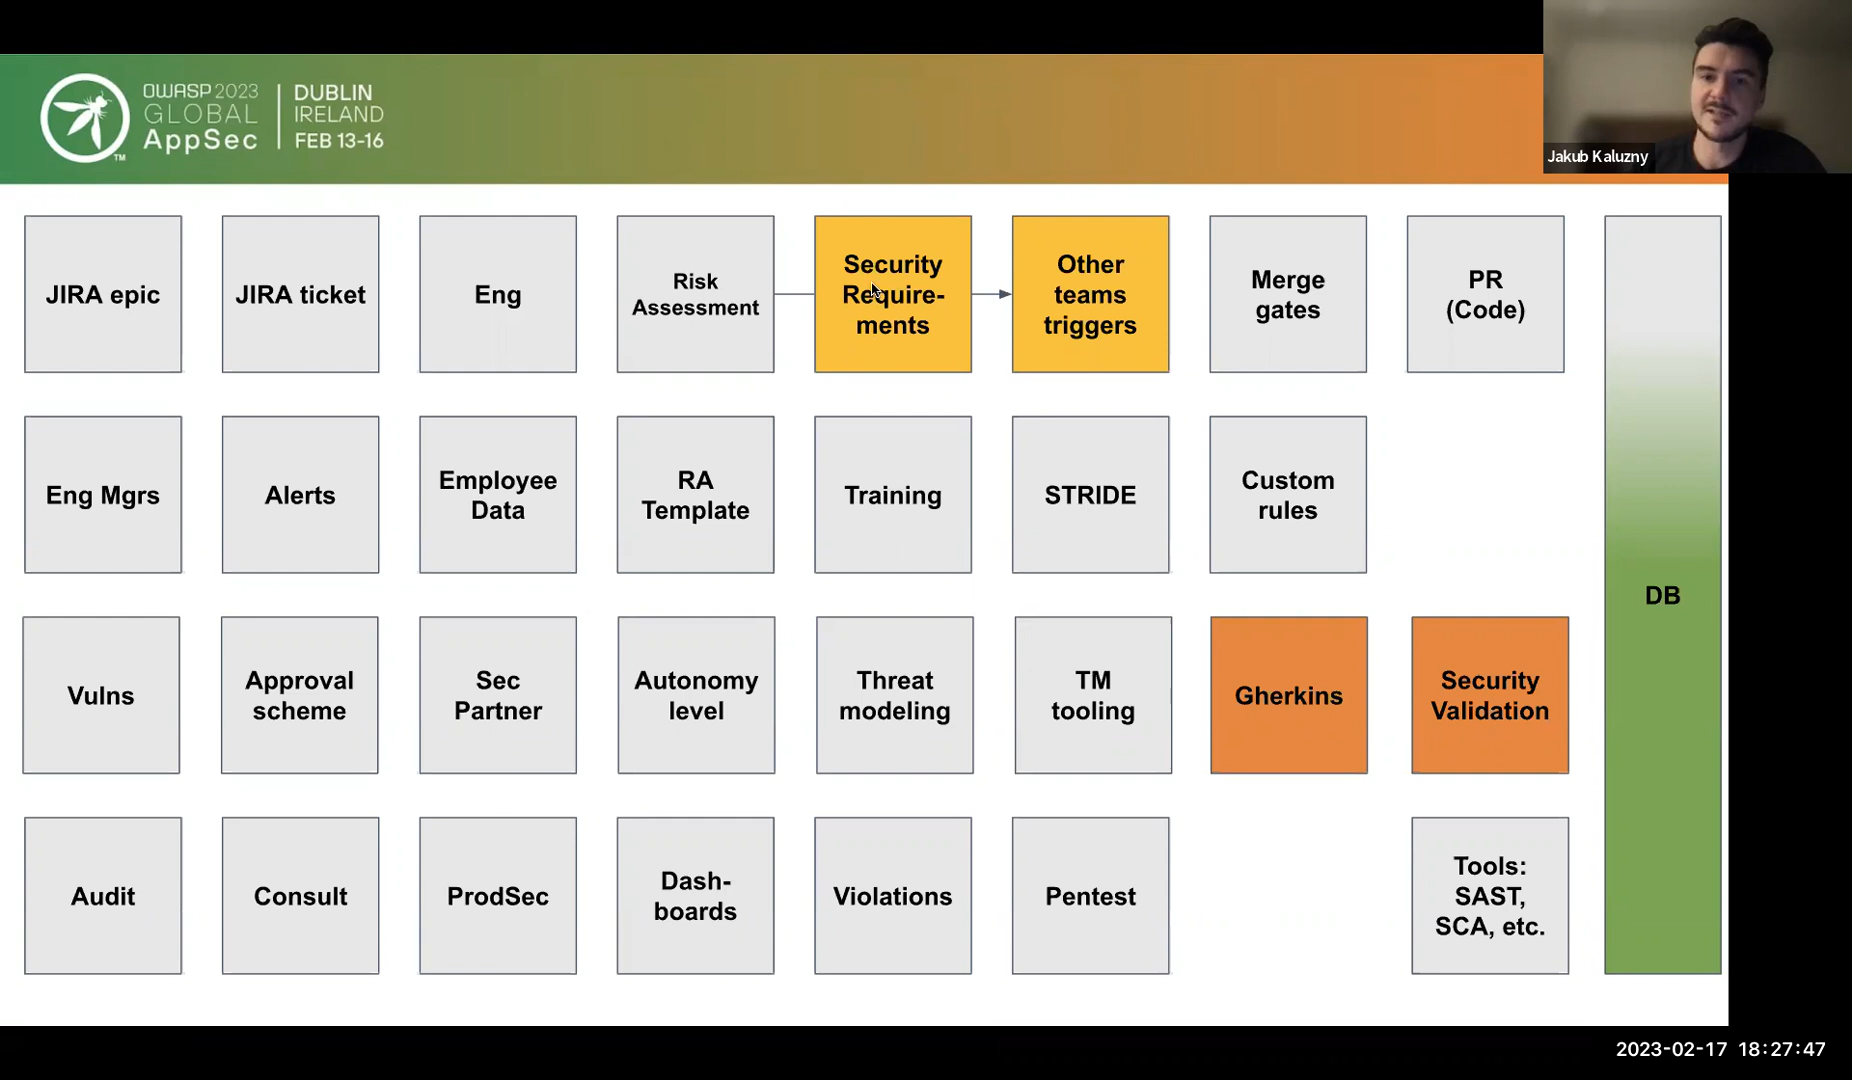 OWASP 2023
GLOBAL
AppSec
TM
DUBLIN
IRELAND
FEB 13-16
Jakub Kaluzny
JIRA epic
JIRA ticket
Eng
Risk
Assessment
Security
Require-
ments
Other
teams
triggers
Merge
gates
PR
(Code)
Eng Mgrs
Alerts
Employee
Data
RA
Template
Training
STRIDE
Custom
rules
DB
Vulns
Approval
scheme
Sec
Partner
Autonomy
level
Threat
modeling
TM
tooling
Gherkins
Security
Validation
Audit
Consult
ProdSec
Dash-
boards
Violations
Pentest
Tools:
SAST,
SCA, etc.
2023-02-17 18:27:47